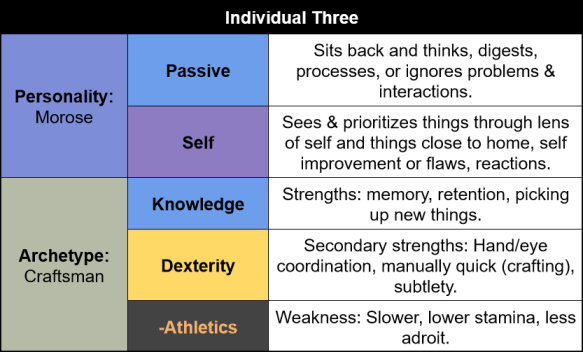 Individual Three
Personality:
Morose
Passive
Sits back and thinks, digests,
processes, or ignores problems &
interactions.
Self
Sees & prioritizes things through lens
of self and things close to home, self
improvement or flaws, reactions.
Archetype:
Craftsman
Knowledge
Strengths: memory, retention, picking
up new things.
Dexterity
Secondary strengths: Hand/eye
coordination, manually quick (crafting),
subtlety.
-Athletics
Weakness: Slower, lower stamina, less
adroit.